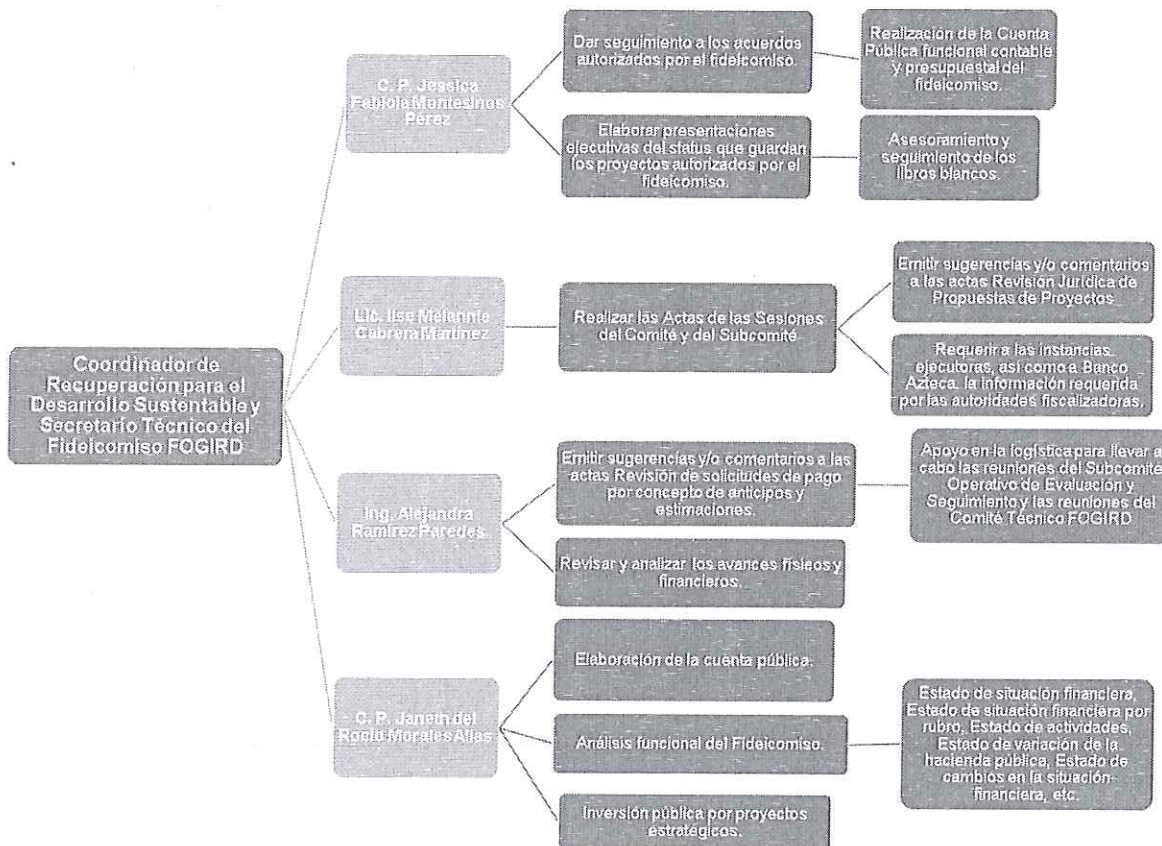 Coordinador de
Recuperación para el
Desarrollo Sustentable y
Secretario Técnico del
Fideicomiso FOGIRD
C. P. Jessica
Fabiola Montesinos
Pérez
Dar seguimiento a los acuerdos
autorizados por el fideicomiso.
Realización de la Cuenta
Pública funcional contable
y presupuestal del
fideicomiso.
Elaborar presentaciones
ejecutivas del status que guardan
los proyectos autorizados por el
fideicomiso.
Asesoramiento y
seguimiento de los
libros blancos.
Lic. Ilse Melannie
Cabrera Martínez
Realizar las Actas de las Sesiones
del Comité y del Subcomité
Emitir sugerencias y/o comentarios
a las actas Revisión Jurídica de
Propuestas de Proyectos
Requerir a las instancias
ejecutoras, así como a Banco
Azteca. la información requerida
por las autoridades fiscalizadoras.
Ing. Alejandra
Ramírez Paredes
Emitir sugerencias y/o comentarios a las
actas Revisión de solicitudes de pago
por concepto de anticipos y
estimaciones.
Apoyo en la logística para llevar a
cabo las reuniones del Subcomité
Operativo de Evaluación y
Seguimiento y las reuniones del
Comité Técnico FOGIRD
Revisar y analizar los avances físicos y
financieros.
C. P. Janeth del
Rocío Morales Alias
Elaboración de la cuenta pública.
Análisis funcional del Fideicomiso.
Estado de situación financiera,
Estado de situación financiera por
rubro, Estado de actividades,
Estado de variación de la
hacienda pública, Estado de
cambios en la situación
financiera, etc.
Inversión pública por proyectos
estratégicos.